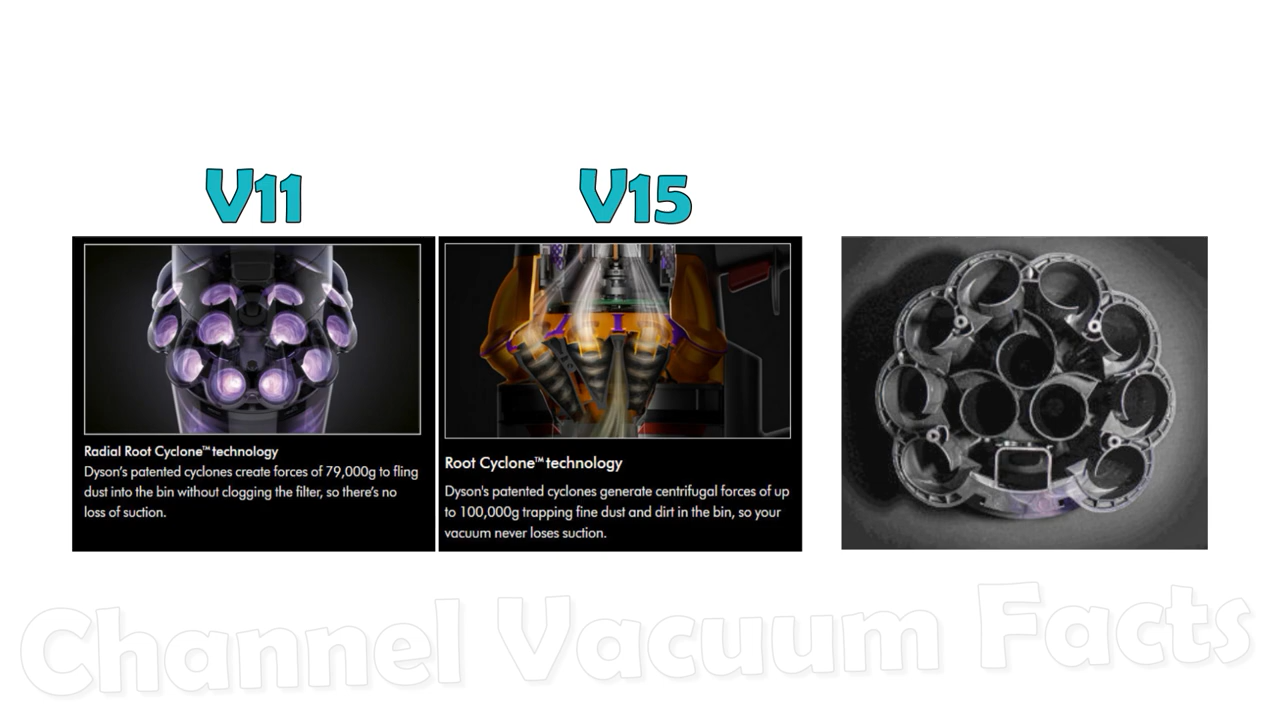 V11
V15
Radial Root Cyclone™ technology
Dyson's patented cyclones create forces of 79,000g to fling
dust into the bin without clogging the filter, so there's no
loss of suction.
Root Cyclone™ technology
Dyson's patented cyclones generate centrifugal forces of up
to 100,000g trapping fine dust and dirt in the bin, so your
vacuum never loses suction.
Channel Vacuum Facts